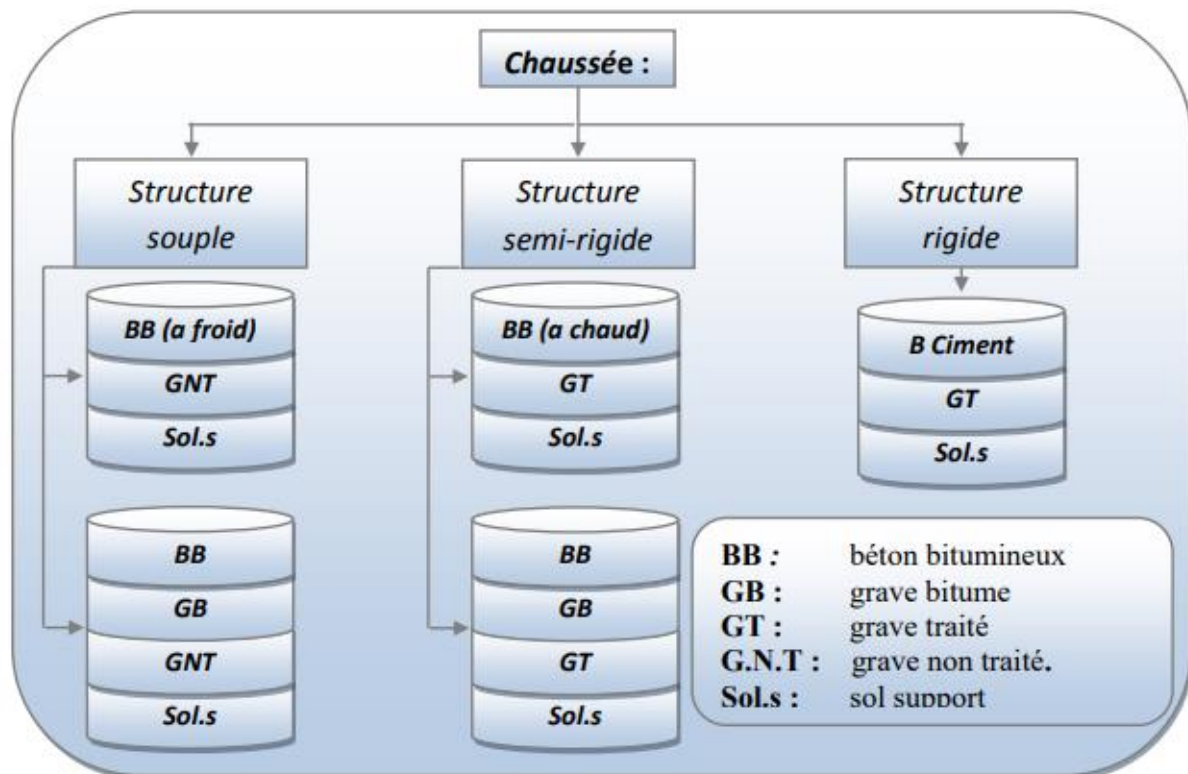 Chaussée :
Structure
souple
Structure
semi-rigide
Structure
rigide
BB (a froid)
GNT
Sol.s
BB (a chaud)
GT
Sol.s
B Ciment
GT
Sol.s
BB
GB
GNT
Sol.s
BB
GB
GT
Sol.s
BB : béton bitumineux
GB : grave bitume
GT : grave traité
G.N.T : grave non traité.
Sol.s : sol support